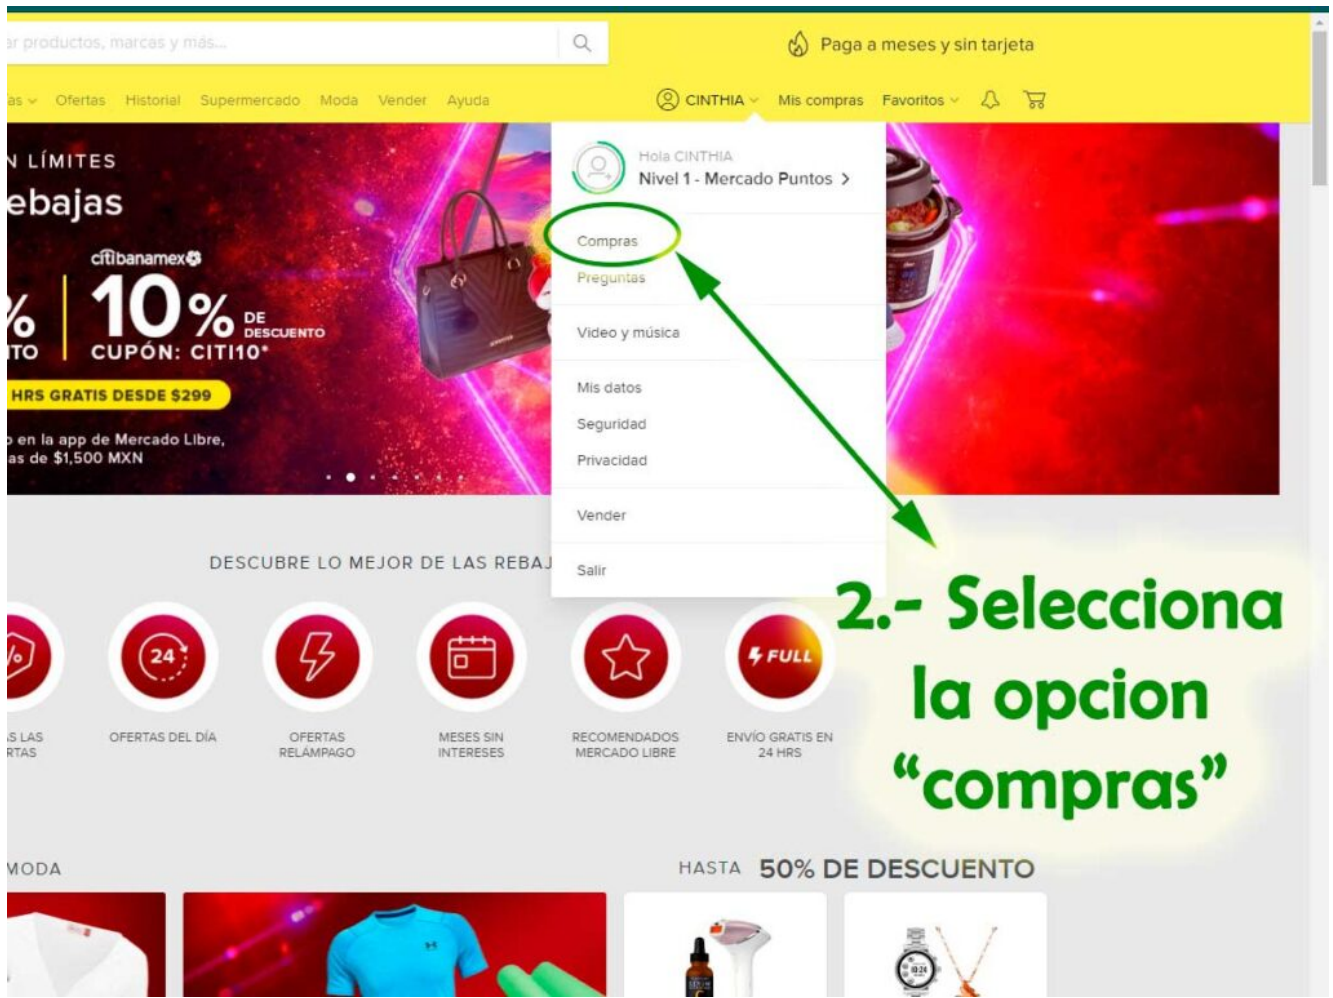 ar productos, marcas y más...
Paga a meses y sin tarjeta
as Ofertas Historial Supermercado Moda Vender Ayuda
CINTHIA Mis compras Favoritos
N LÍMITES
ebajas
citibanamex
% 10% DE DESCUENTO
TO CUPÓN: CITI10*
HRS GRATIS DESDE $299
o en la app de Mercado Libre,
as de $1,500 MXN
Hola CINTHIA
Nivel 1 - Mercado Puntos >
Compras
Preguntas
Video y música
Mis datos
Seguridad
Privacidad
Vender
Salir
2.- Selecciona
la opcion
“compras”
DESCUBRE LO MEJOR DE LAS REBAJ
24
FULL
AS LAS
RTAS
OFERTAS DEL DÍA
OFERTAS
RELÁMPAGO
MESES SIN
INTERESES
RECOMENDADOS
MERCADO LIBRE
ENVÍO GRATIS EN
24 HRS
MODA
HASTA 50% DE DESCUENTO